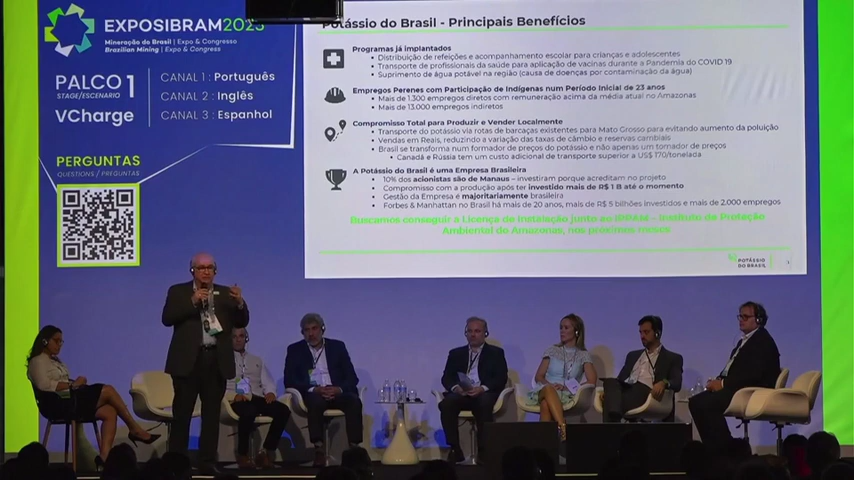 EXPOSIBRAM2023
Mineração do Brasil | Expo & Congresso
Brazilian Mining | Expo & Congress
PALCO 1
STAGE/ESCENARIO
VCharge
CANAL 1 : Português
CANAL 2 : Inglês
CANAL 3 : Espanhol
PERGUNTAS
QUESTIONS / PREGUNTAS
Potássio do Brasil - Principais Benefícios
Programas já implantados
• Distribuição de refeições e acompanhamento escolar para crianças e adolescentes
• Transporte de profissionais da saúde para aplicação de vacinas durante a Pandemia do COVID 19
• Suprimento de água potável na região (causa de doenças por contaminação da água)
Empregos Perenes com Participação de Indígenas num Período Inicial de 23 anos
• Mais de 1.300 empregos diretos com remuneração acima da média atual no Amazonas
• Mais de 13.000 empregos indiretos
Compromisso Total para Produzir e Vender Localmente
• Transporte do potássio via rotas de barcaças existentes para Mato Grosso para evitando aumento da poluição
• Vendas em Reais, reduzindo a variação das taxas de câmbio e reservas cambiais
• Brasil se transforma num formador de preços do potássio e não apenas um tomador de preços
• Canadá e Rússia tem um custo adicional de transporte superior a US$ 170/tonelada
A Potássio do Brasil é uma Empresa Brasileira
• 10% dos acionistas são de Manaus – investiram porque acreditam no projeto
• Compromisso com a produção após ter investido mais de R$ 1 B até o momento
• Gestão da Empresa é majoritariamente brasileira
• Forbes & Manhattan no Brasil há mais de 20 anos, mais de R$ 5 bilhões investidos e mais de 2.000 empregos
Buscamos conseguir a Licença de Instalação junto ao IPAAM – Instituto de Proteção
Ambiental do Amazonas, nos próximos meses
POTÁSSIO
DO BRASIL